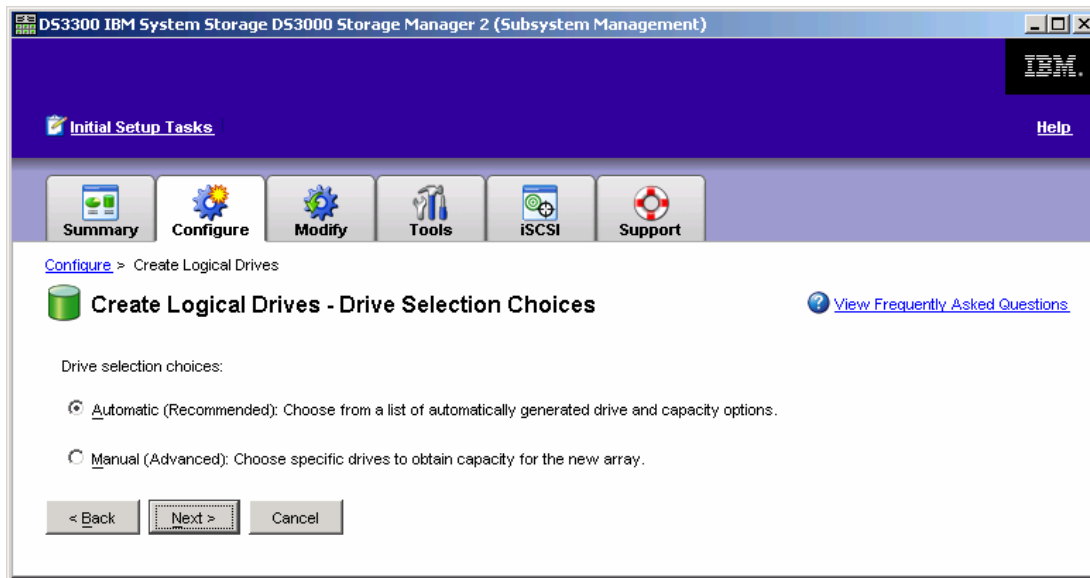 DS3300 IBM System Storage DS3000 Storage Manager 2 (Subsystem Management)
IBM.
Initial Setup Tasks
Help
Summary
Configure
Modify
Tools
iSCSI
Support
Configure > Create Logical Drives
Create Logical Drives - Drive Selection Choices
View Frequently Asked Questions
Drive selection choices:
Automatic (Recommended): Choose from a list of automatically generated drive and capacity options.
Manual (Advanced): Choose specific drives to obtain capacity for the new array.
< Back
Next >
Cancel